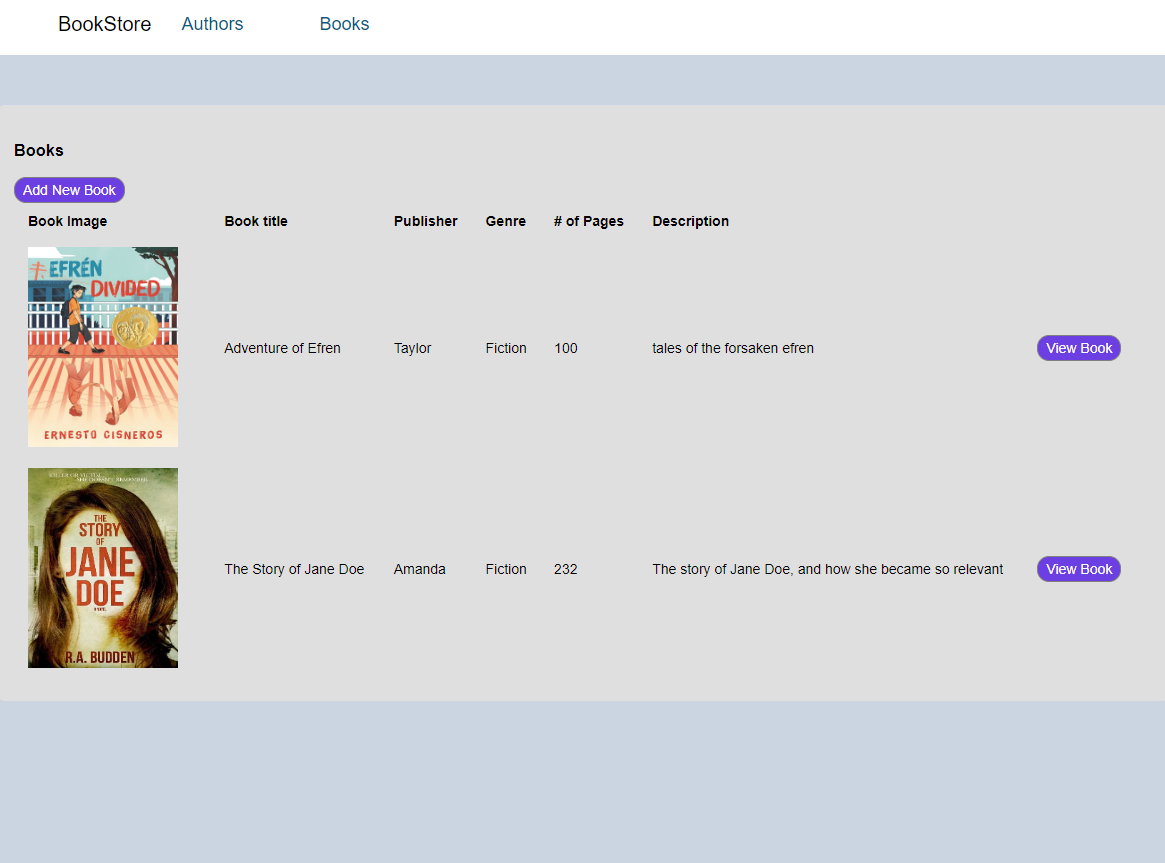 BookStore Authors Books
Books
Add New Book
Book Image Book title Publisher Genre # of Pages Description
EFRÉN
DIVIDED
ERNESTO CISNEROS
Adventure of Efren Taylor Fiction 100 tales of the forsaken efren View Book
THE
STORY
OF
JANE
DOE
R.A. BUDDEN
The Story of Jane Doe Amanda Fiction 232 The story of Jane Doe, and how she became so relevant View Book